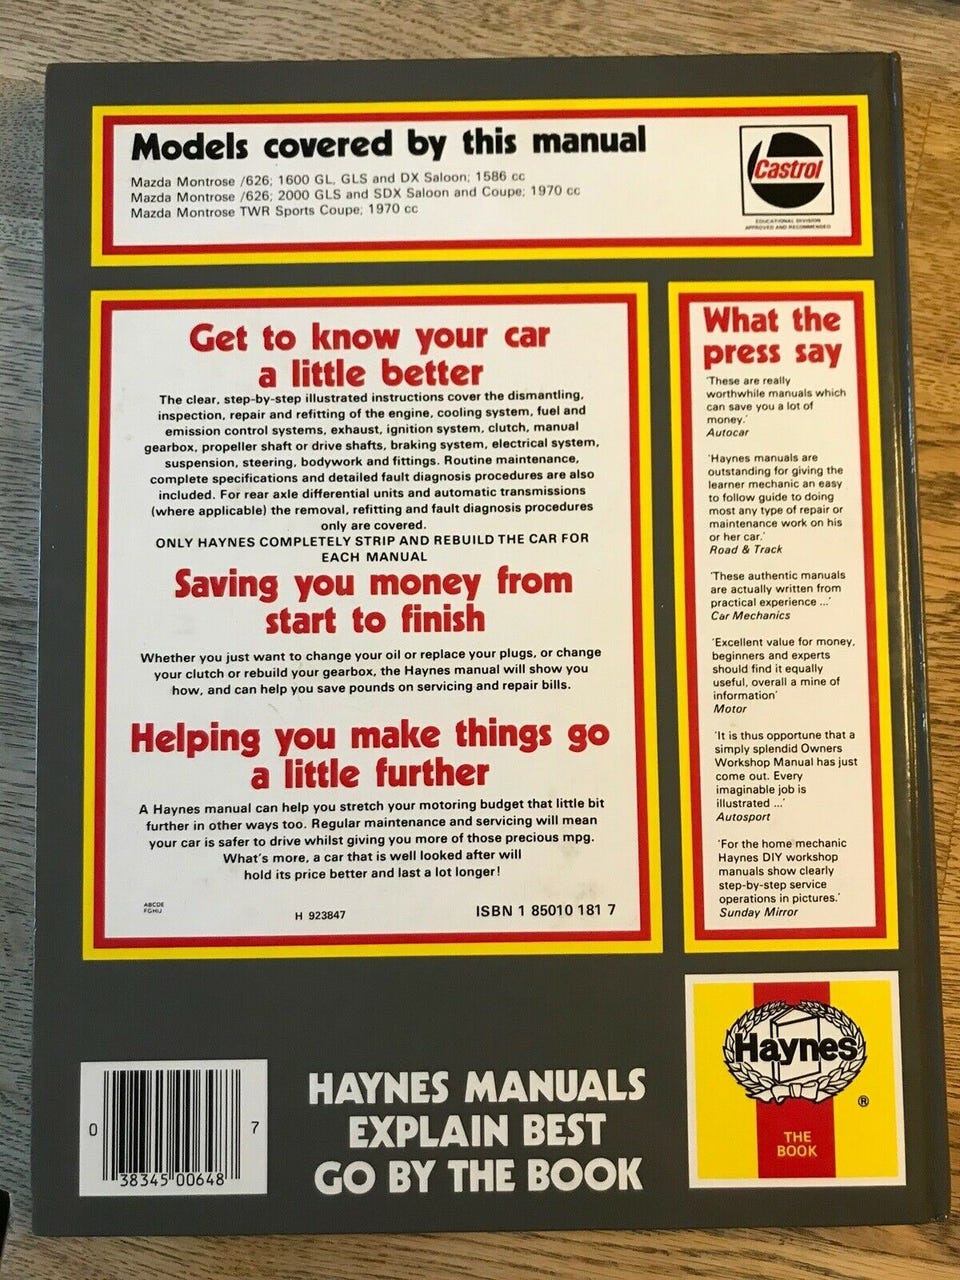 Models covered by this manual
Mazda Montrose /626; 1600 GL, GLS and DX Saloon; 1586 cc
Mazda Montrose /626; 2000 GLS and SDX Saloon and Coupe; 1970 cc
Mazda Montrose TWR Sports Coupe; 1970 cc
Castrol
EDUCATIONAL DIVISION
APPROVED AND RECOMMENDED
Get to know your car
a little better
The clear, step-by-step illustrated instructions cover the dismantling,
inspection, repair and refitting of the engine, cooling system, fuel and
emission control systems, exhaust, ignition system, clutch, manual
gearbox, propeller shaft or drive shafts, braking system, electrical system,
suspension, steering, bodywork and fittings. Routine maintenance,
complete specifications and detailed fault diagnosis procedures are also
included. For rear axle differential units and automatic transmissions
(where applicable) the removal, refitting and fault diagnosis procedures
only are covered.
ONLY HAYNES COMPLETELY STRIP AND REBUILD THE CAR FOR
EACH MANUAL
Saving you money from
start to finish
Whether you just want to change your oil or replace your plugs, or change
your clutch or rebuild your gearbox, the Haynes manual will show you
how, and can help you save pounds on servicing and repair bills.
Helping you make things go
a little further
A Haynes manual can help you stretch your motoring budget that little bit
further in other ways too. Regular maintenance and servicing will mean
your car is safer to drive whilst giving you more of those precious mpg.
What's more, a car that is well looked after will
hold its price better and last a lot longer!
ABCDE
FGHIJ
H 923847
ISBN 1 85010 181 7
What the
press say
'These are really
worthwhile manuals which
can save you a lot of
money.'
Autocar
'Haynes manuals are
outstanding for giving the
learner mechanic an easy
to follow guide to doing
most any type of repair or
maintenance work on his
or her car.'
Road & Track
'These authentic manuals
are actually written from
practical experience ...'
Car Mechanics
'Excellent value for money,
beginners and experts
should find it equally
useful, overall a mine of
information'
Motor
'It is thus opportune that a
simply splendid Owners
Workshop Manual has just
come out. Every
imaginable job is
illustrated ...'
Autosport
'For the home mechanic
Haynes DIY workshop
manuals show clearly
step-by-step service
operations in pictures.'
Sunday Mirror
0 38345 00648 7
HAYNES MANUALS
EXPLAIN BEST
GO BY THE BOOK
Haynes
®
THE
BOOK